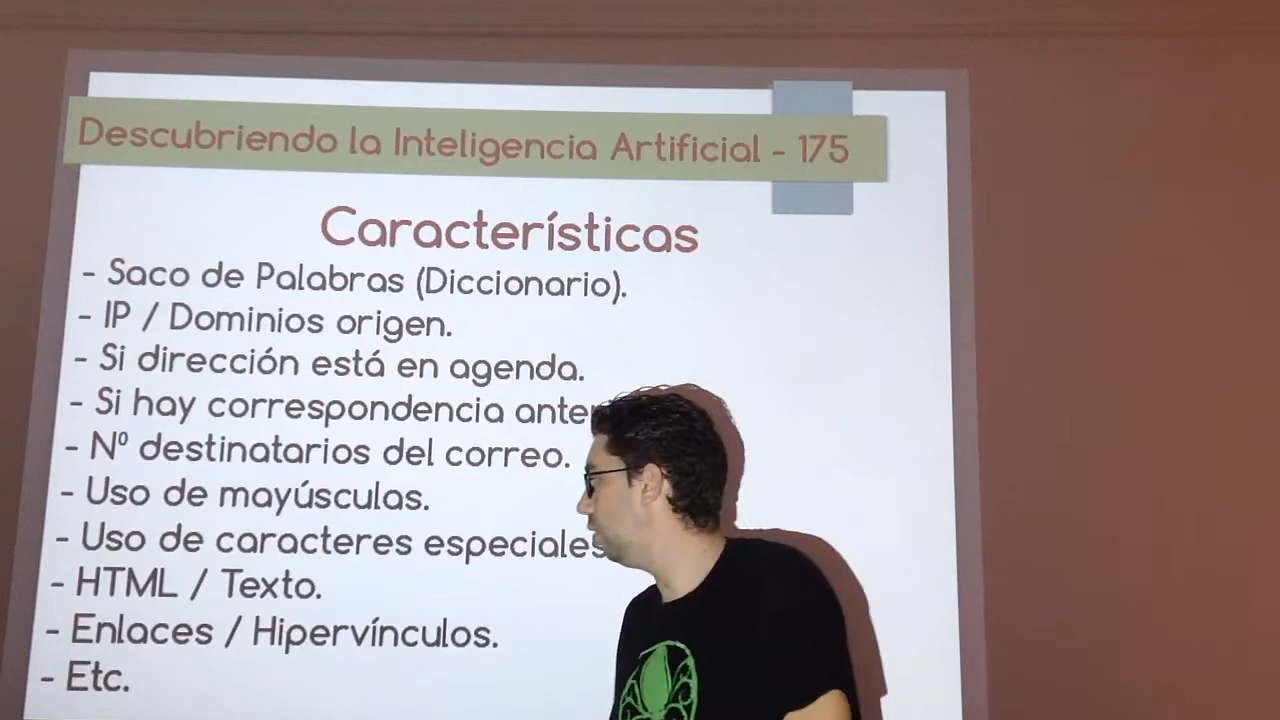 Descubriendo la Inteligencia Artificial - 175
Características
- Saco de Palabras (Diccionario).
- IP / Dominios origen.
- Si dirección está en agenda.
- Si hay correspondencia
- Nº destinatarios del correo.
- Uso de mayúsculas.
- Uso de caracteres especiales
- HTML / Texto.
- Enlaces / Hipervínculos.
- Etc.